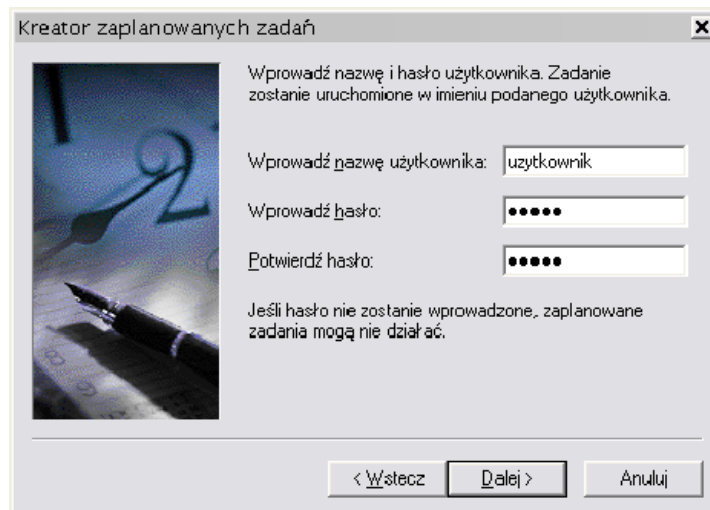 Kreator zaplanowanych zadań
Wprowadź nazwę i hasło użytkownika. Zadanie
zostanie uruchomione w imieniu podanego użytkownika.
Wprowadź nazwę użytkownika: uzytkownik
Wprowadź hasło: •••••
Potwierdź hasło: •••••
Jeśli hasło nie zostanie wprowadzone, zaplanowane
zadania mogą nie działać.
< Wstecz Dalej > Anuluj